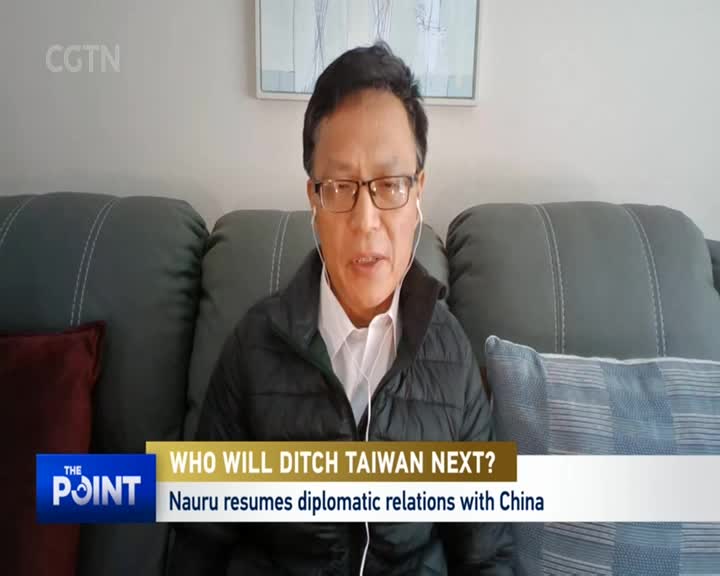 CGTN
WHO WILL DITCH TAIWAN NEXT?
THE
POINT
Nauru resumes diplomatic relations with China